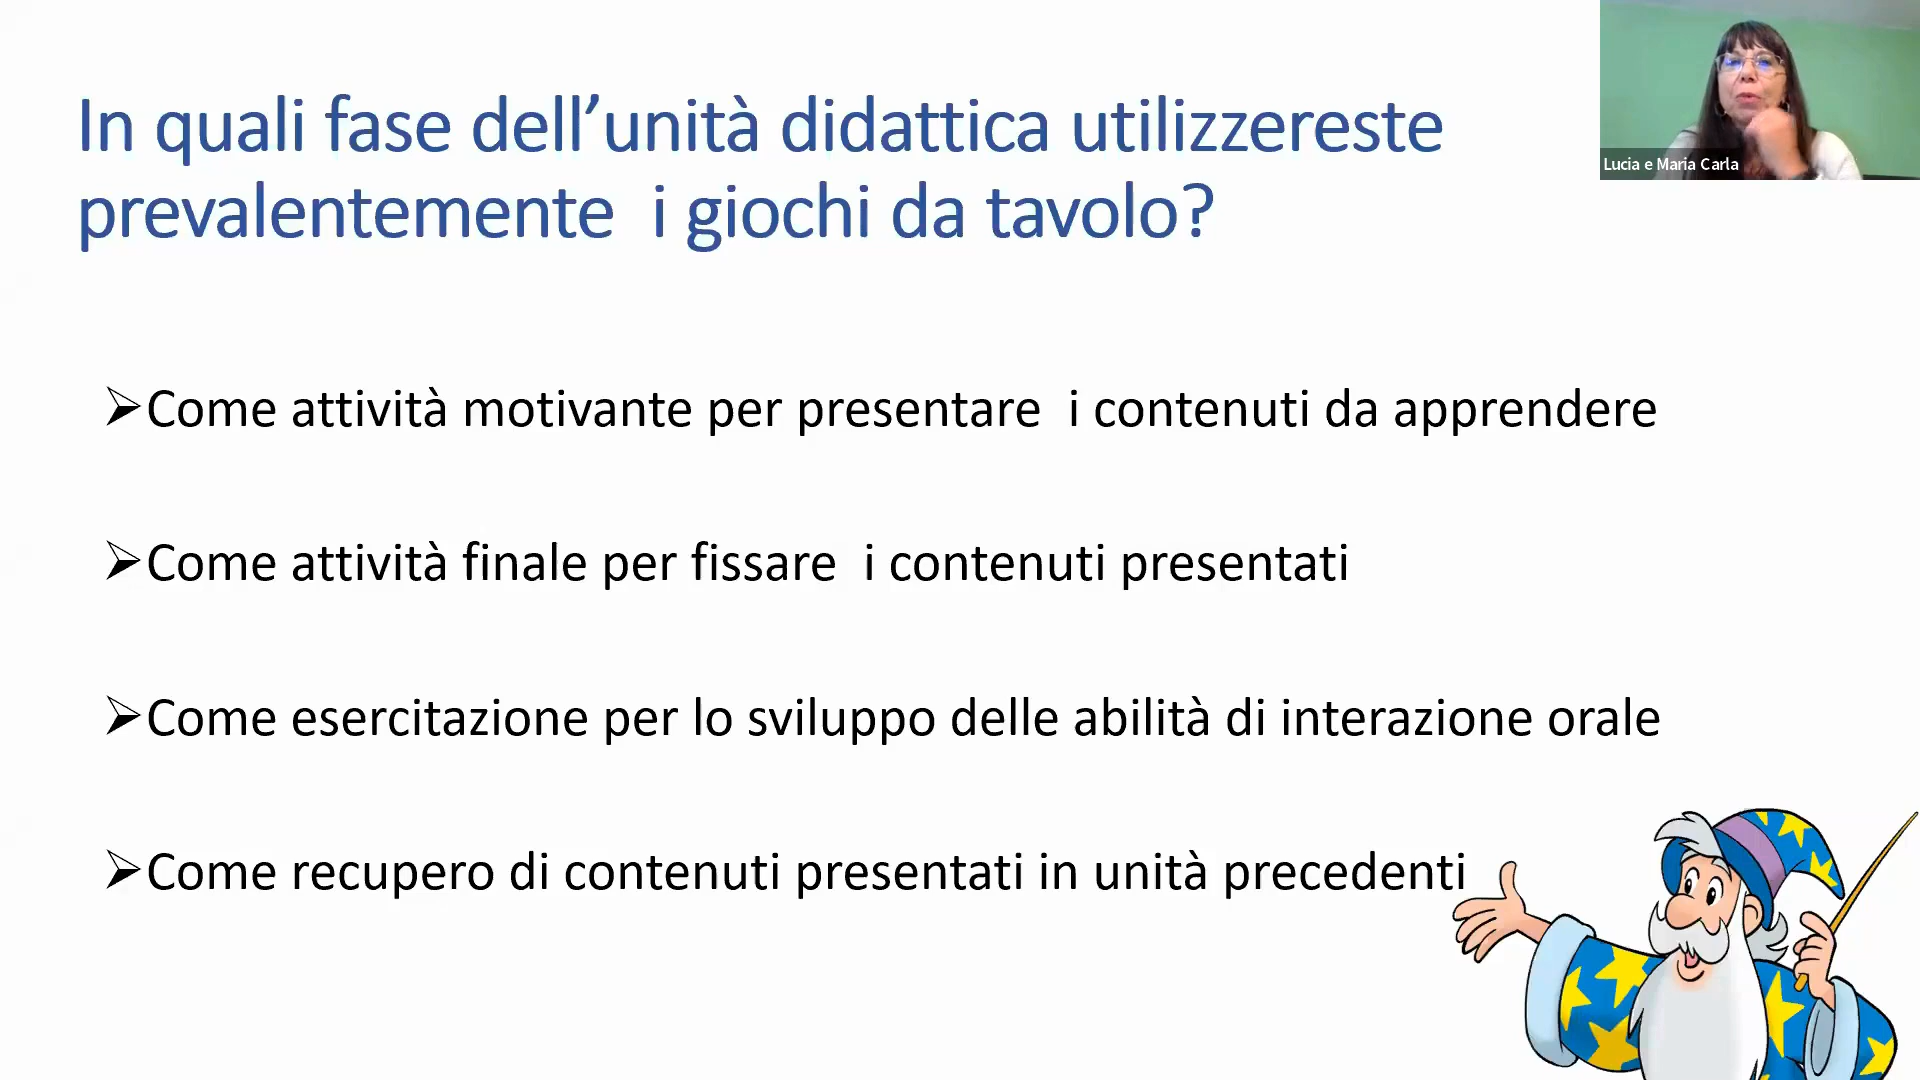 In quali fase dell’unità didattica utilizzereste
prevalentemente  i giochi da tavolo?
Lucia e Maria Carla
➢Come attività motivante per presentare  i contenuti da apprendere
➢Come attività finale per fissare  i contenuti presentati
➢Come esercitazione per lo sviluppo delle abilità di interazione orale
➢Come recupero di contenuti presentati in unità precedenti